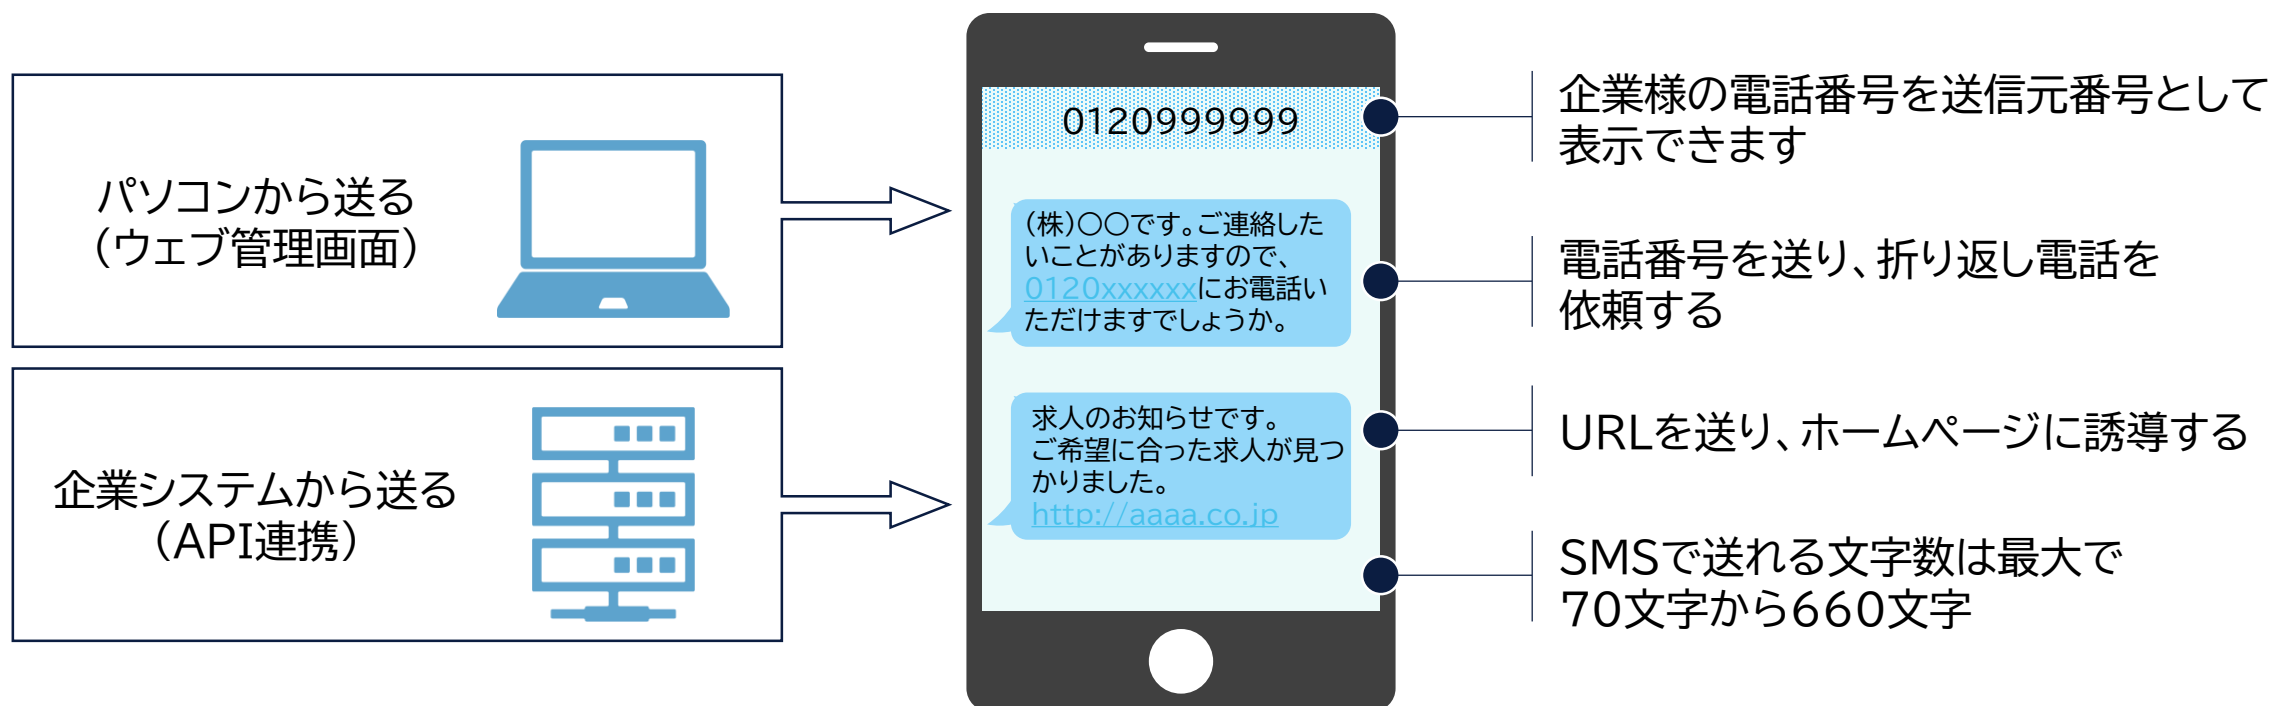 パソコンから送る
（ウェブ管理画面）
企業システムから送る
（API連携）
0120999999
（株）〇〇です。ご連絡した
いことがありますので、
0120xxxxxxにお電話い
ただけますでしょうか。
求人のお知らせです。
ご希望に合った求人が見つ
かりました。
http://aaaa.co.jp
企業様の電話番号を送信元番号として
表示できます
電話番号を送り、折り返し電話を
依頼する
URLを送り、ホームページに誘導する
SMSで送れる文字数は最大で
70文字から660文字